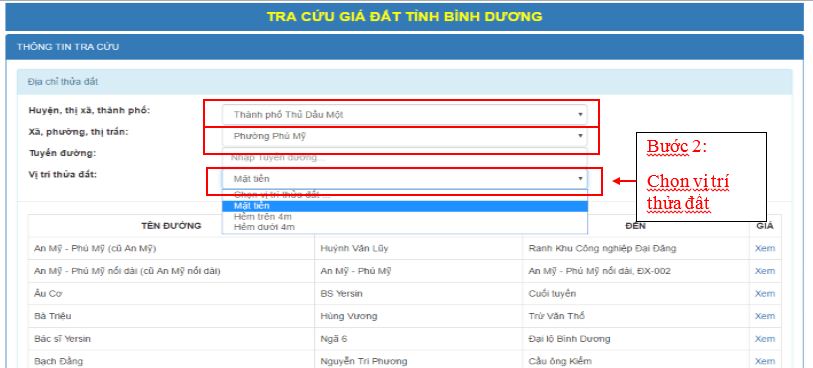 TRA CỨU GIÁ ĐẤT TỈNH BÌNH DƯƠNG
THÔNG TIN TRA CỨU
Địa chỉ thửa đất
Huyện, thị xã, thành phố:
Thành phố Thủ Dầu Một
Xã, phường, thị trấn:
Phường Phú Mỹ
Tuyến đường:
Nhập Tuyến đường...
Vị trí thửa đất:
Mặt tiền
Chọn vị trí thửa đất ...
Mặt tiền
Hẻm trên 4m
Hẻm dưới 4m
Bước 2:
Chọn vị trí
thửa đất
TÊN ĐƯỜNG ĐẾN GIÁ
An Mỹ - Phú Mỹ (cũ An Mỹ) Huỳnh Văn Lũy Ranh Khu Công nghiệp Đại Đăng Xem
An Mỹ - Phú Mỹ nối dài (cũ An Mỹ nối dài) An Mỹ - Phú Mỹ An Mỹ - Phú Mỹ nối dài, ĐX-002 Xem
Âu Cơ BS Yersin Cuối tuyến Xem
Bà Triệu Hùng Vương Trừ Văn Thố Xem
Bác sĩ Yersin Ngã 6 Đại lộ Bình Dương Xem
Bạch Đằng Nguyễn Tri Phương Cầu ông Kiểm Xem